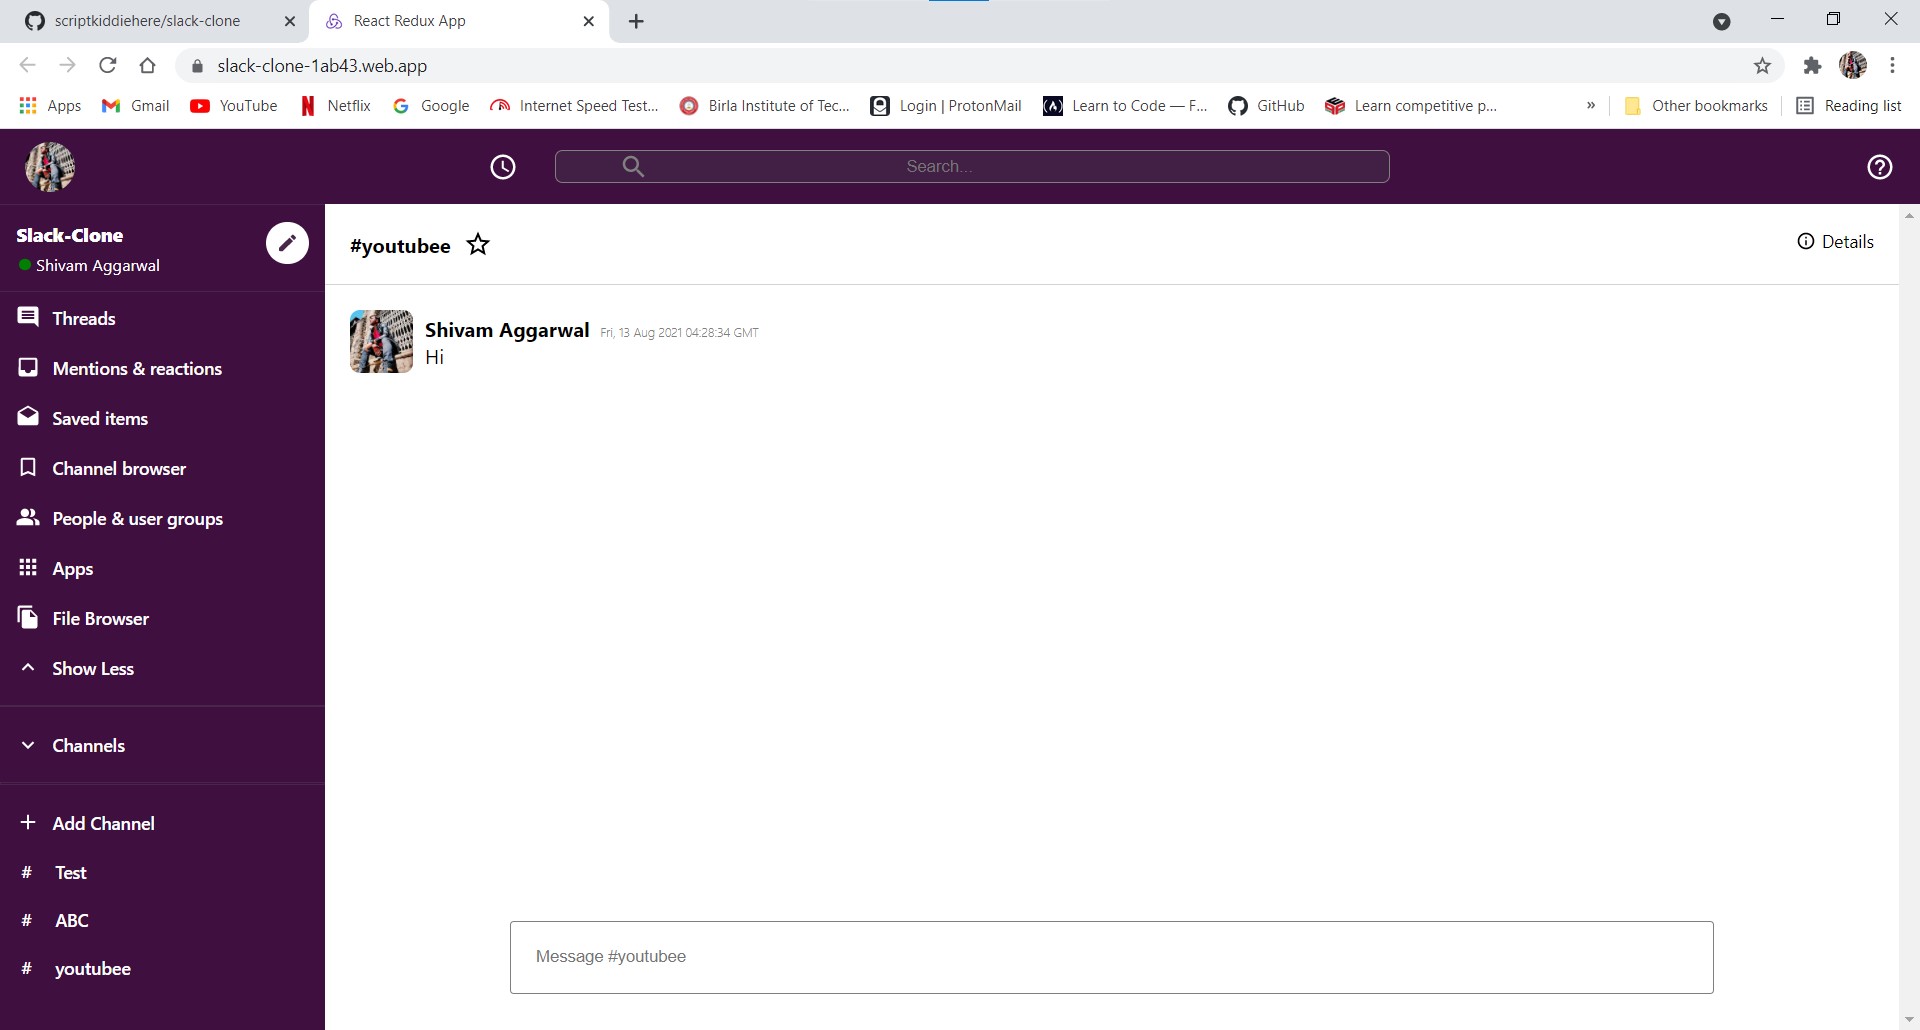 scriptkiddiehere/slack-clone
React Redux App
slack-clone-1ab43.web.app
Apps Gmail YouTube Netflix Google Internet Speed Test... Birla Institute of Tec... Login | ProtonMail Learn to Code — F... GitHub Learn competitive p... » Other bookmarks Reading list
Search...
Slack-Clone
Shivam Aggarwal
Threads
Mentions & reactions
Saved items
Channel browser
People & user groups
Apps
File Browser
Show Less
Channels
Add Channel
# Test
# ABC
# youtubee
#youtubee
Details
Shivam Aggarwal Fri, 13 Aug 2021 04:28:34 GMT
Hi
Message #youtubee